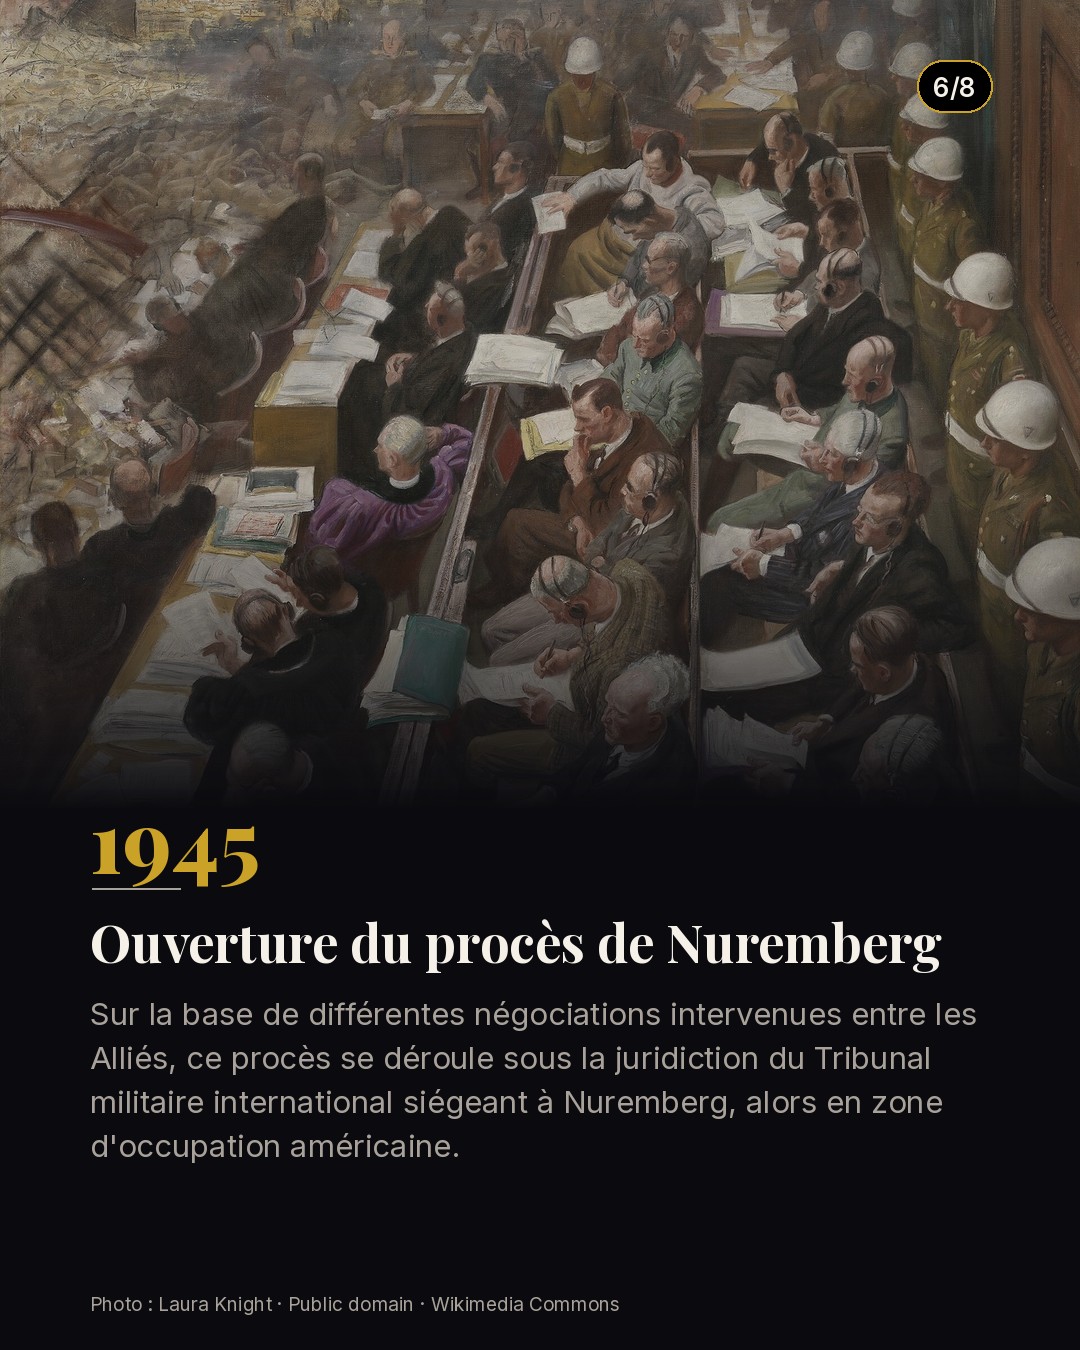 6/8
1945
Ouverture du procès de Nuremberg
Sur la base de différentes négociations intervenues entre les
Alliés, ce procès se déroule sous la juridiction du Tribunal
militaire international siégeant à Nuremberg, alors en zone
d'occupation américaine.
Photo : Laura Knight · Public domain · Wikimedia Commons